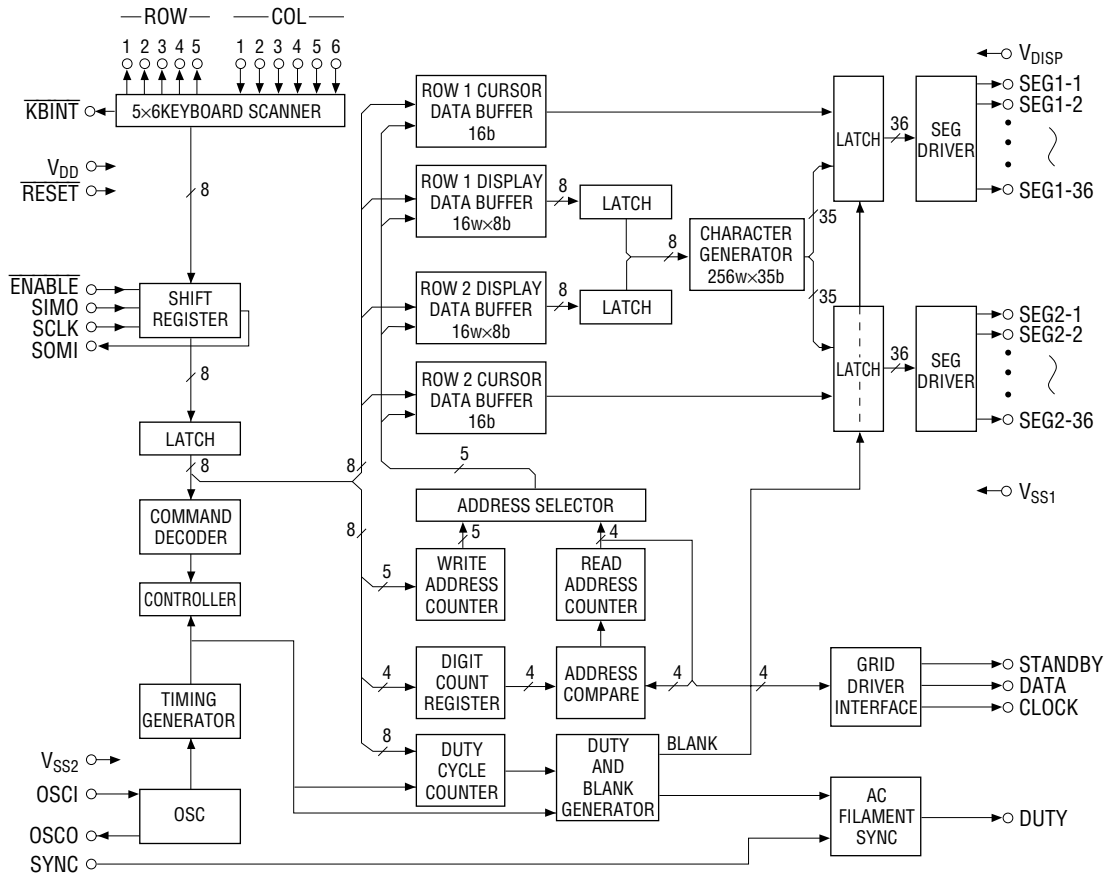 ROW COL
1 2 3 4 5 1 2 3 4 5 6
KBINT
5×6KEYBOARD SCANNER
VDD
RESET
8
ENABLE
SIMO
SCLK
SOMI
SHIFT
REGISTER
8
LATCH
8
COMMAND
DECODER
CONTROLLER
TIMING
GENERATOR
VSS2
OSCI
OSCO
SYNC
OSC
ROW 1 CURSOR
DATA BUFFER
16b
ROW 1 DISPLAY
DATA BUFFER
16w×8b
8
LATCH
ROW 2 DISPLAY
DATA BUFFER
16w×8b
8
LATCH
8
CHARACTER
GENERATOR
256w×35b
35
35
ROW 2 CURSOR
DATA BUFFER
16b
8
5
ADDRESS SELECTOR
8
5
4
5
WRITE
ADDRESS
COUNTER
READ
ADDRESS
COUNTER
4
DIGIT
COUNT
REGISTER
4
ADDRESS
COMPARE
4
4
8
DUTY
CYCLE
COUNTER
DUTY
AND
BLANK
GENERATOR
BLANK
LATCH
36
SEG
DRIVER
VDISP
SEG1-1
SEG1-2
SEG1-36
LATCH
36
SEG
DRIVER
SEG2-1
SEG2-2
SEG2-36
VSS1
GRID
DRIVER
INTERFACE
STANDBY
DATA
CLOCK
AC
FILAMENT
SYNC
DUTY